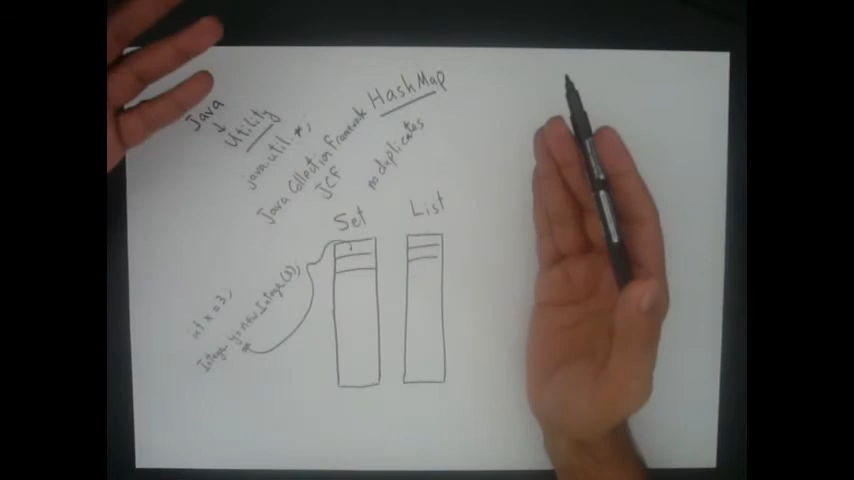 Java
↓
Utility
java.util.*;
Java Collection Framework
JCF
HashMap
no duplicates
Set
List
int x = 3;
Integer y = new Integer(3);